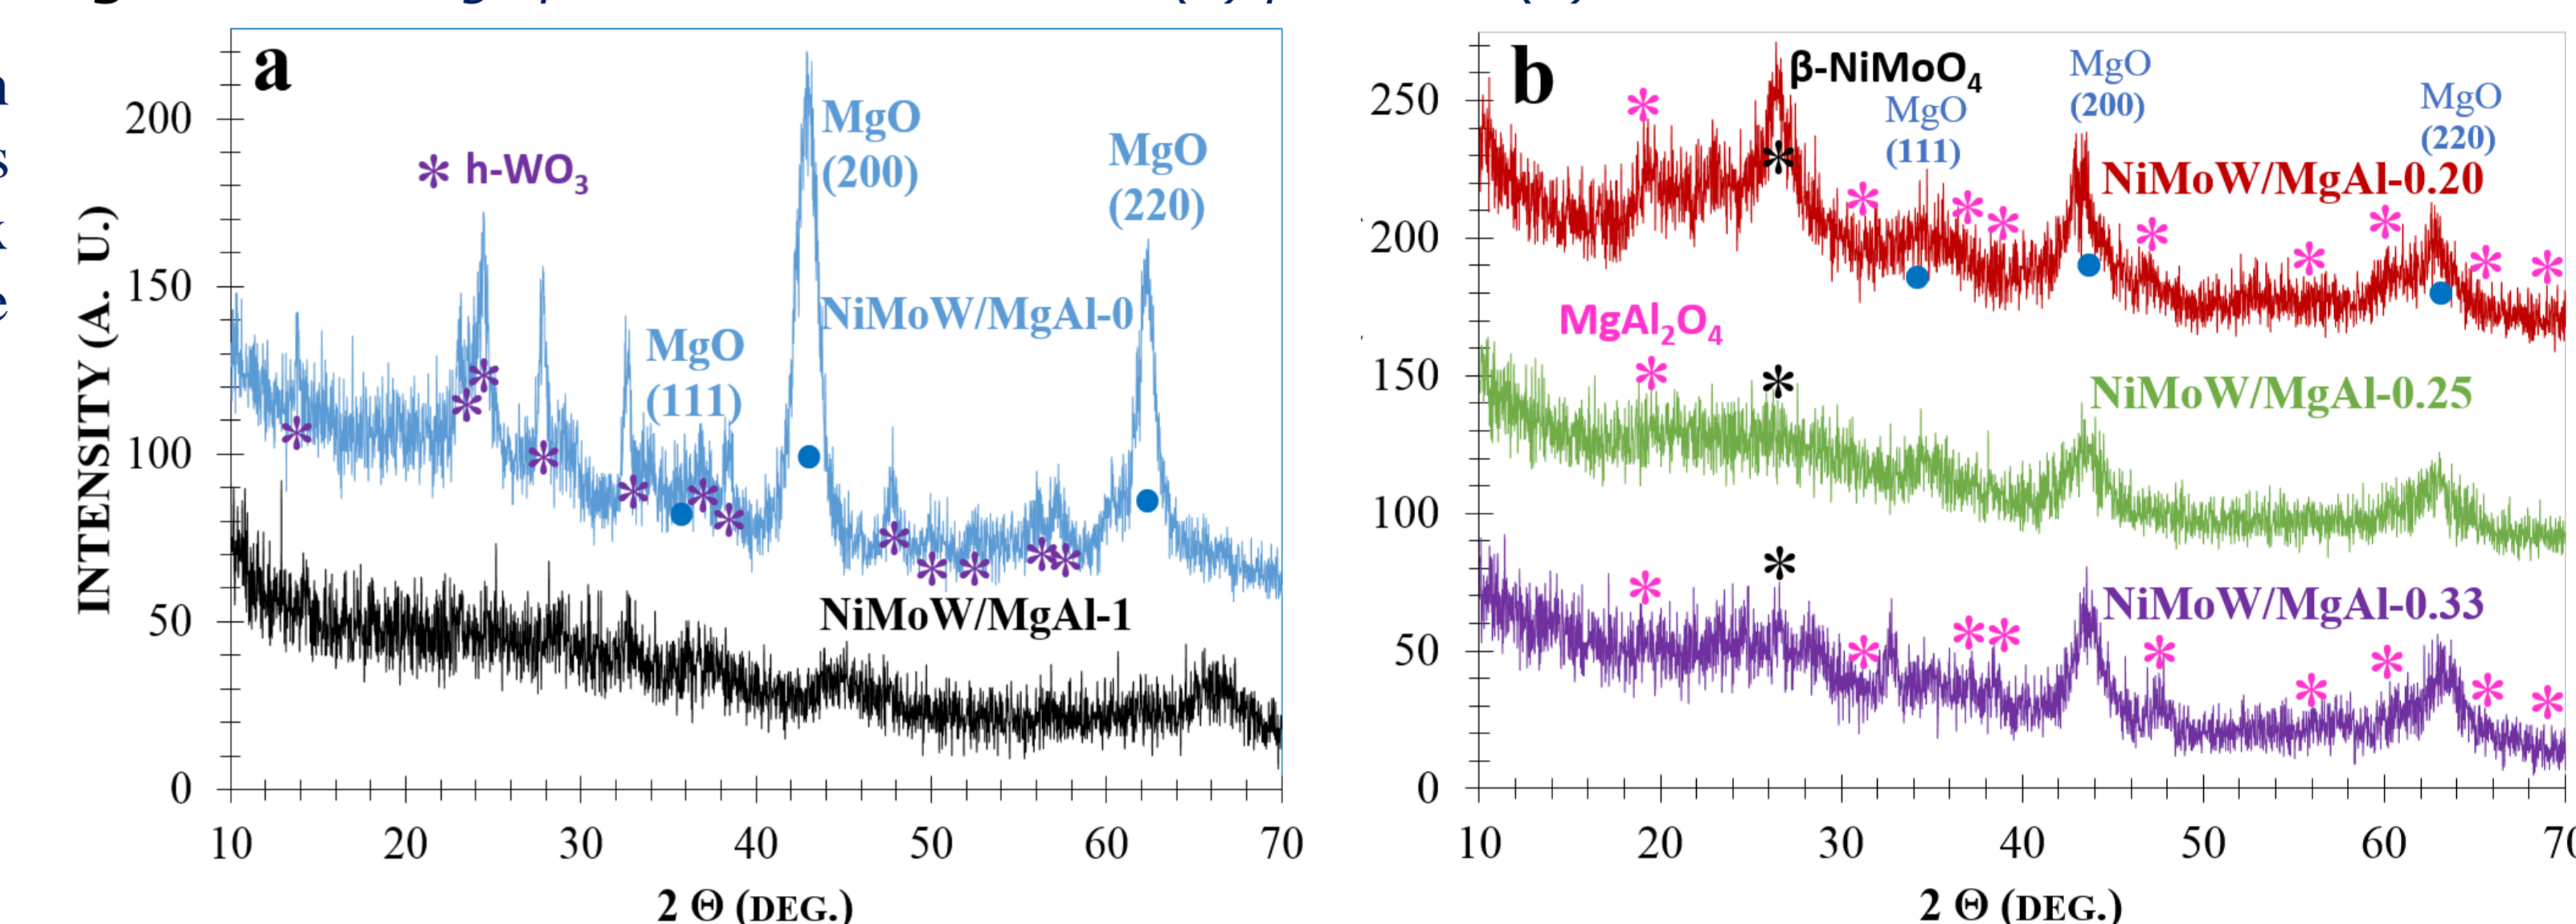 a
* h-WO3
MgO
(200)
MgO
(220)
MgO
(111)
NiMoW/MgAl-0
NiMoW/MgAl-1
INTENSITY (A. U.)
200
150
100
50
0
10 20 30 40 50 60 70
2 Θ (DEG.)
b
β-NiMoO4
MgO
(111)
MgO
(200)
MgO
(220)
NiMoW/MgAl-0.20
MgAl2O4
NiMoW/MgAl-0.25
NiMoW/MgAl-0.33
250
200
150
100
50
0
10 20 30 40 50 60
2 Θ (DEG.)